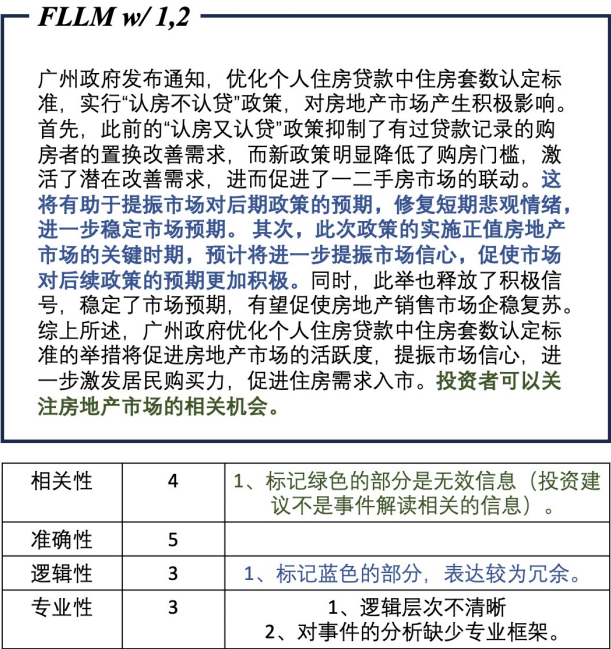 FLLM w/ 1,2
广州政府发布通知，优化个人住房贷款中住房套数认定标
准，实行“认房不认贷”政策，对房地产市场产生积极影响。
首先，此前的“认房又认贷”政策抑制了有过贷款记录的购
房者的置换改善需求，而新政策明显降低了购房门槛，激
活了潜在改善需求，进而促进了一二手房市场的联动。这
将有助于提振市场对后期政策的预期，修复短期悲观情绪，
进一步稳定市场预期。 其次，此次政策的实施正值房地产
市场的关键时期，预计将进一步提振市场信心，促使市场
对后续政策的预期更加积极。同时，此举也释放了积极信
号，稳定了市场预期，有望促使房地产销售市场企稳复苏。
综上所述，广州政府优化个人住房贷款中住房套数认定标
准的举措将促进房地产市场的活跃度，提振市场信心，进
一步激发居民购买力，促进住房需求入市。投资者可以关
注房地产市场的相关机会。
相关性 4 1、标记绿色的部分是无效信息（投资建
议不是事件解读相关的信息）。
准确性 5
逻辑性 3 1、标记蓝色的部分，表达较为冗余。
专业性 3 1、逻辑层次不清晰
2、对事件的分析缺少专业框架。